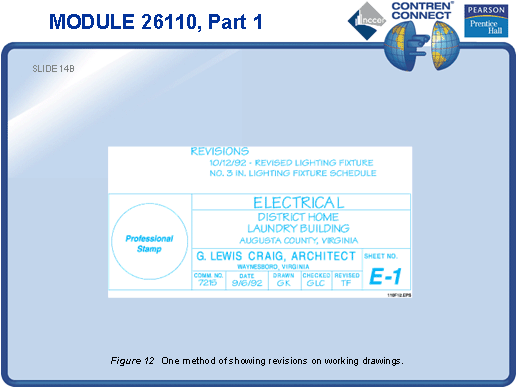 MODULE 26110, Part 1
nccer
CONTREN®
CONNECT
PEARSON
Prentice
Hall
SLIDE 14B
REVISIONS
10/12/92 - REVISED LIGHTING FIXTURE
NO. 3 IN. LIGHTING FIXTURE SCHEDULE
Professional
Stamp
ELECTRICAL
DISTRICT HOME
LAUNDRY BUILDING
AUGUSTA COUNTY, VIRGINIA
G. LEWIS CRAIG, ARCHITECT
WAYNESBORO, VIRGINIA
SHEET NO.
E-1
COMM. NO. DATE DRAWN CHECKED REVISED
7215 9/6/92 GK GLC TF
110F12.EPS
Figure 12 One method of showing revisions on working drawings.